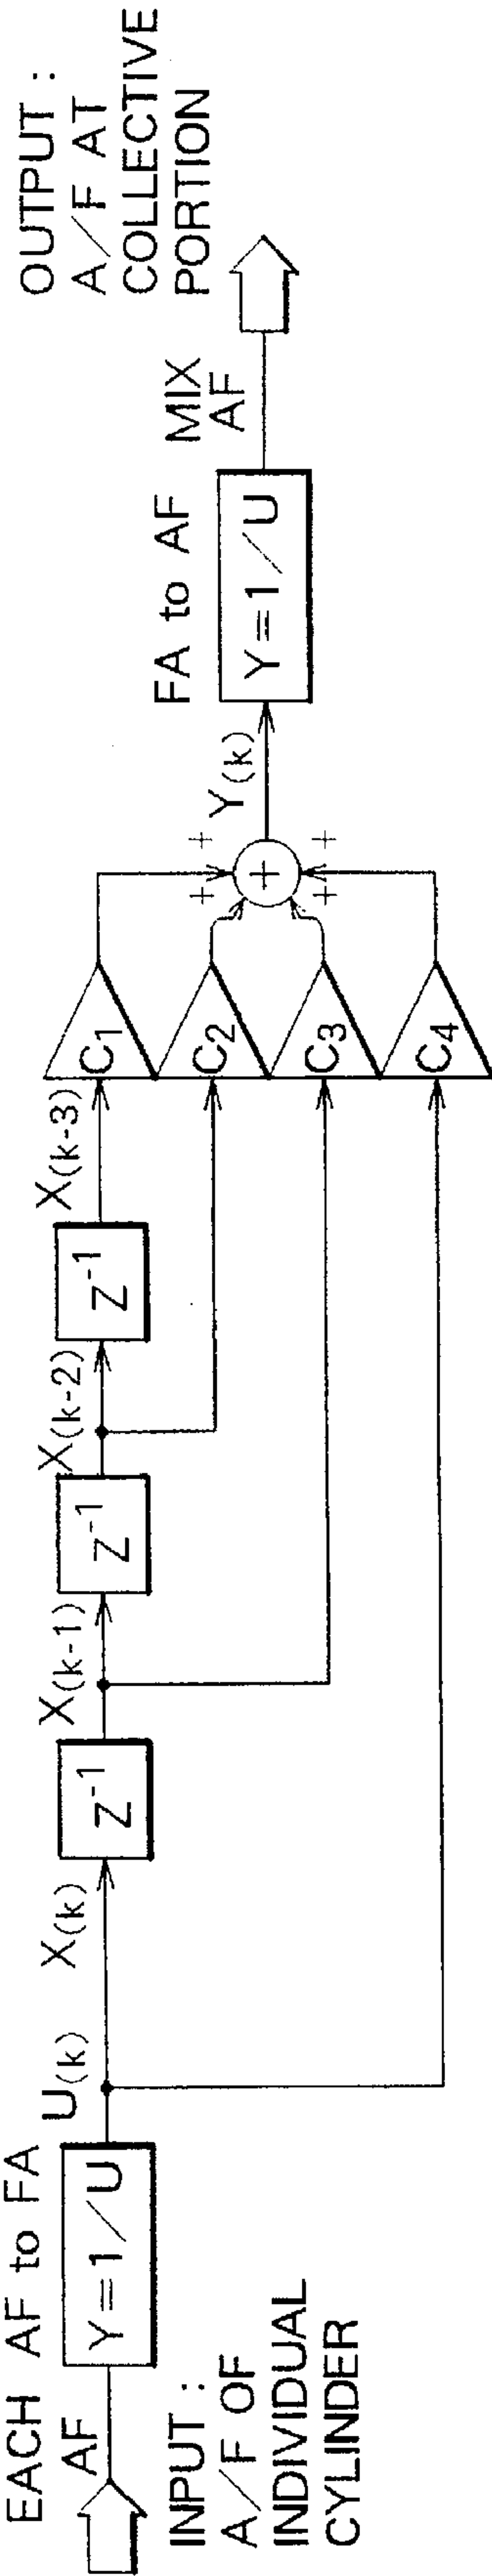 EACH AF to FA
AF
INPUT :
A/F OF
INDIVIDUAL
CYLINDER
Y=1/U
U(k)
X(k)
Z-1
X(k-1)
Z-1
X(k-2)
Z-1
X(k-3)
C1
C2
C3
C4
+
+
+
+
+
Y(k)
FA to AF
Y=1/U
MIX
AF
OUTPUT :
A/F AT
COLLECTIVE
PORTION